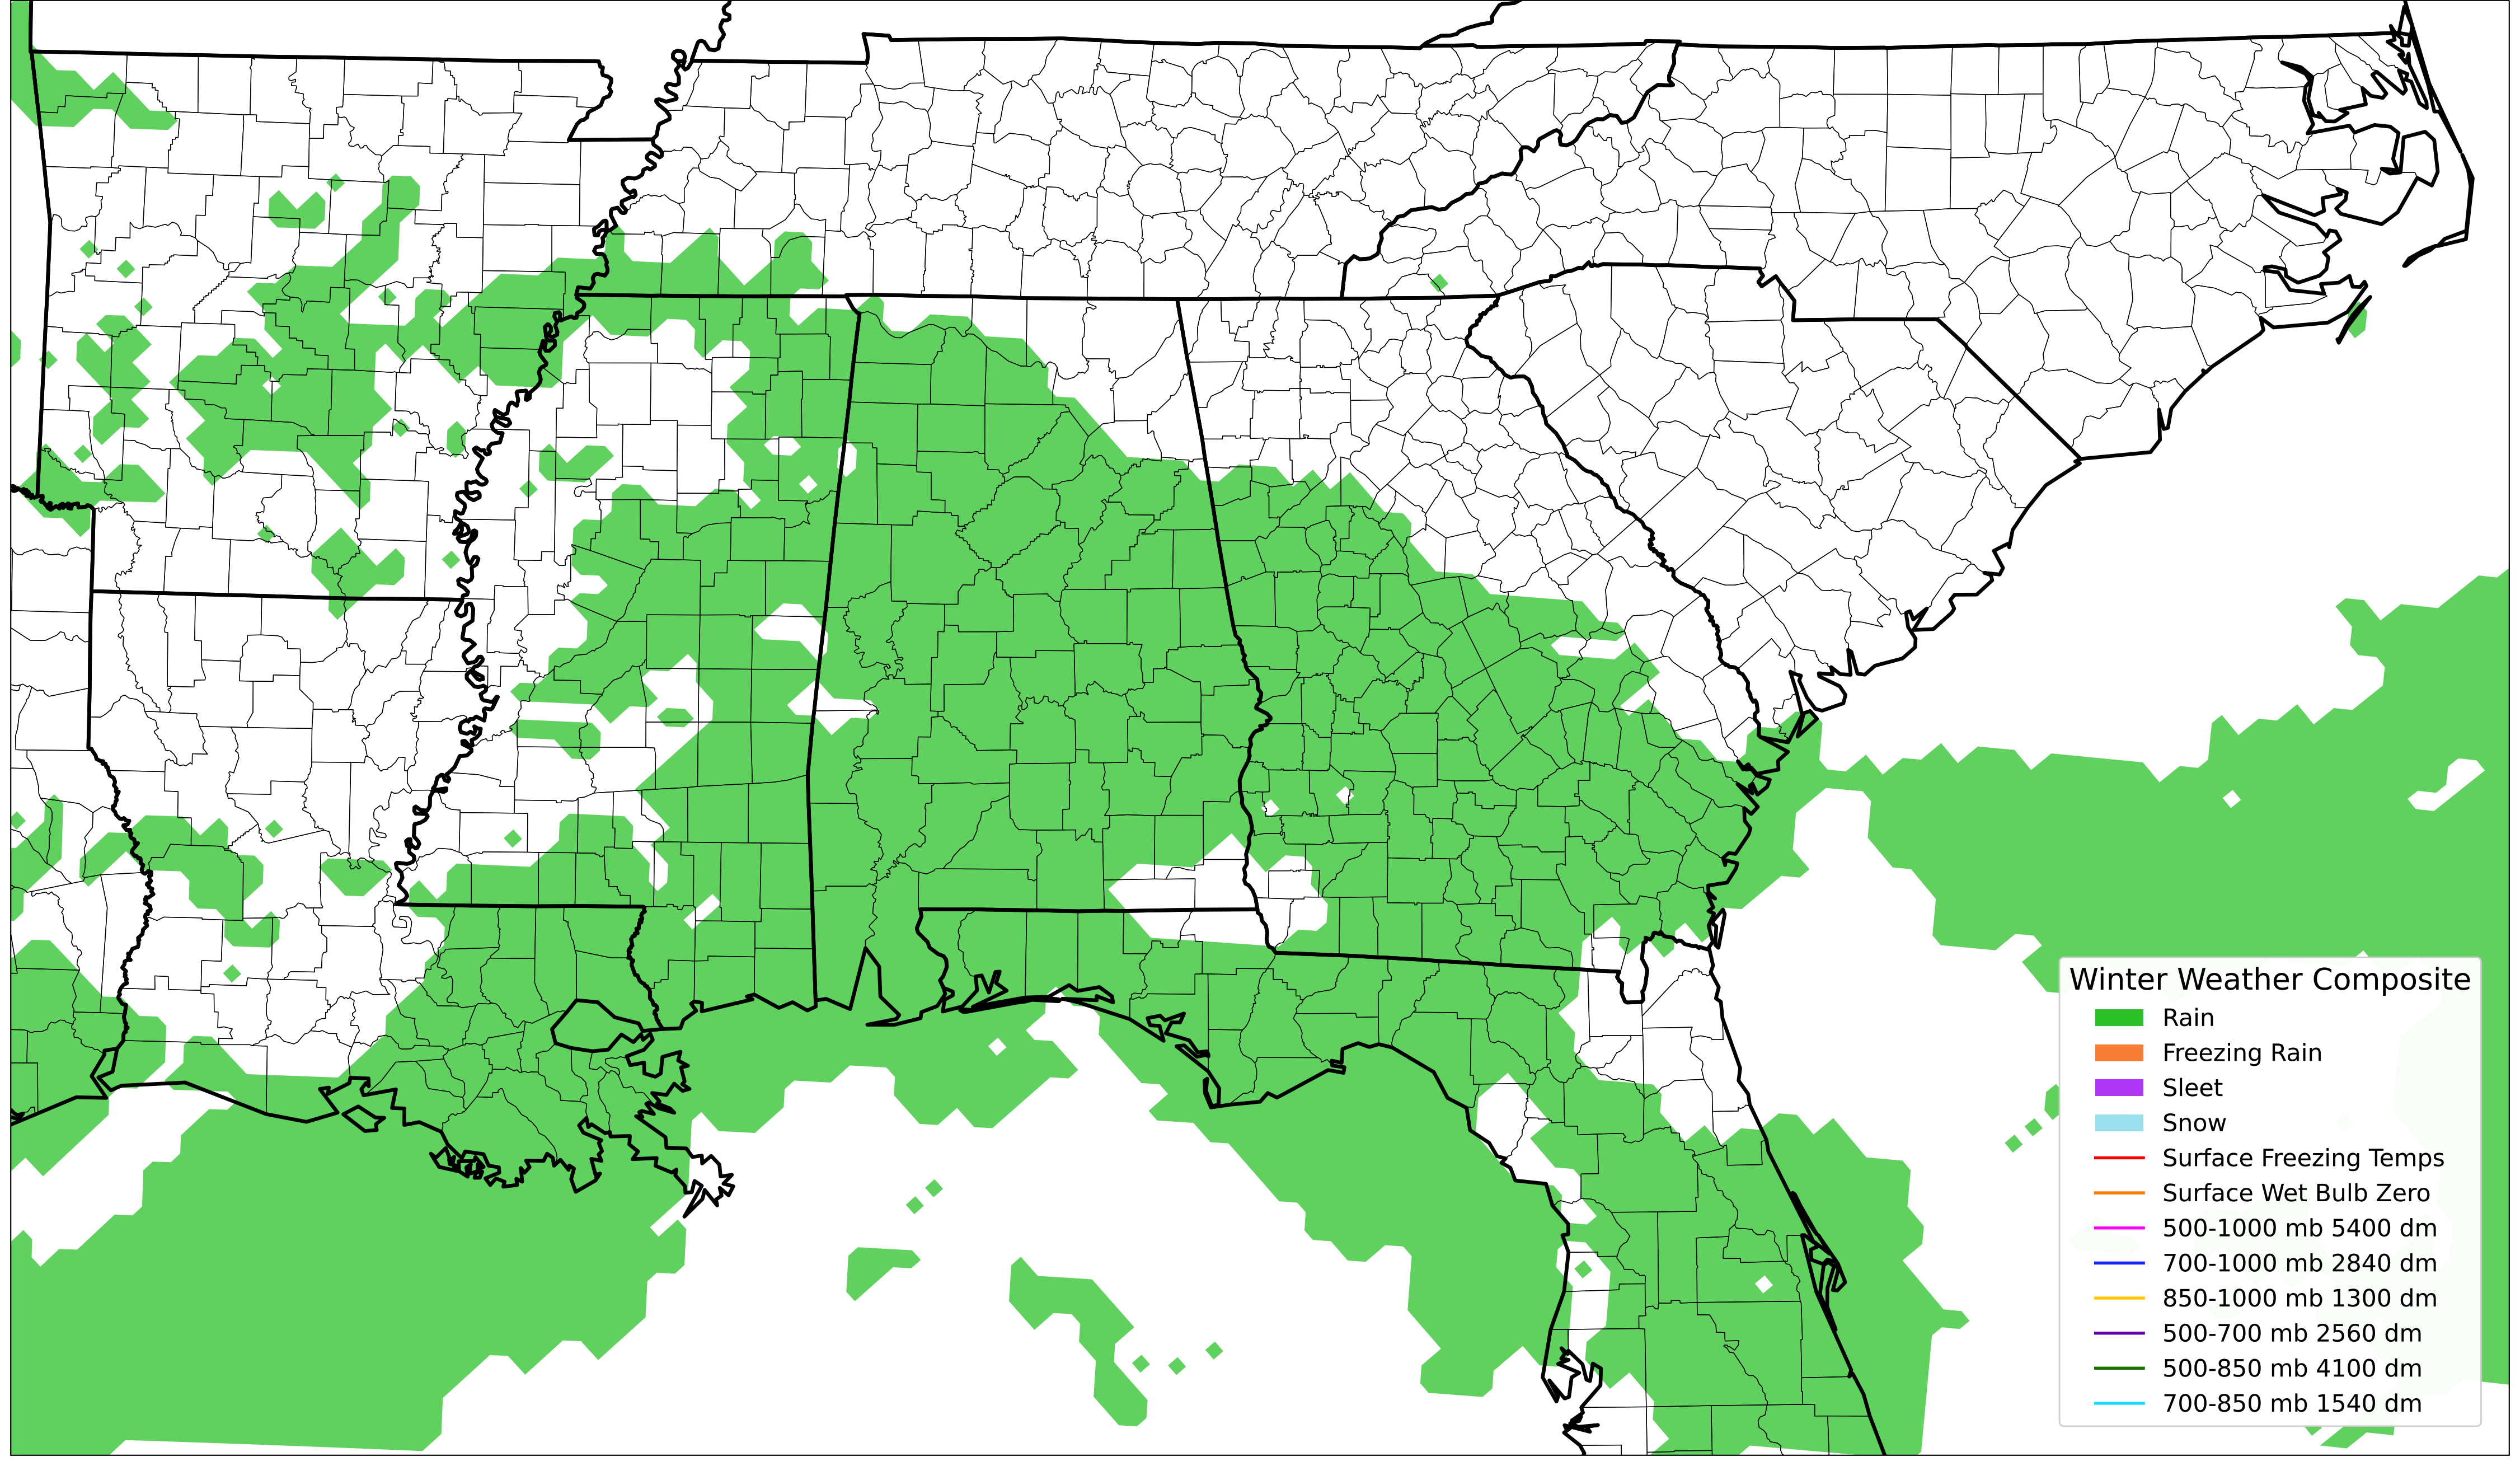 Winter Weather Composite
Rain
Freezing Rain
Sleet
Snow
Surface Freezing Temps
Surface Wet Bulb Zero
500-1000 mb 5400 dm
700-1000 mb 2840 dm
850-1000 mb 1300 dm
500-700 mb 2560 dm
500-850 mb 4100 dm
700-850 mb 1540 dm